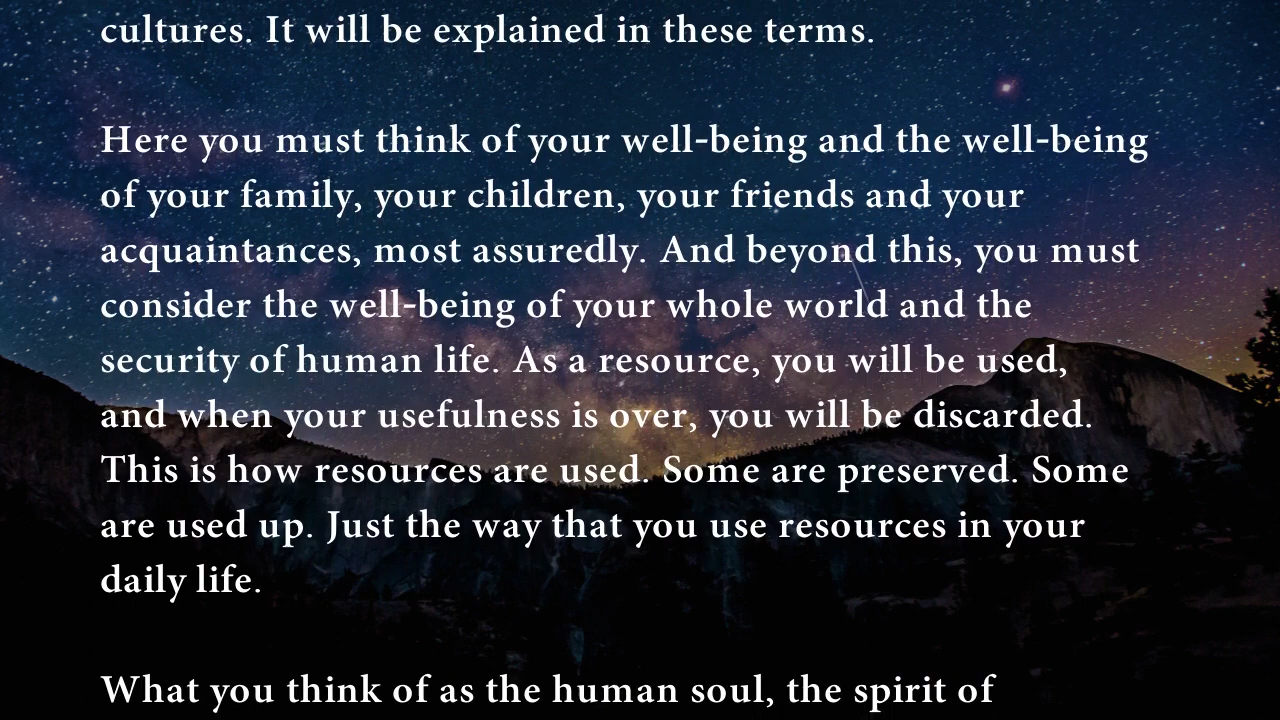 cultures. It will be explained in these terms.
Here you must think of your well-being and the well-being
of your family, your children, your friends and your
acquaintances, most assuredly. And beyond this, you must
consider the well-being of your whole world and the
security of human life. As a resource, you will be used,
and when your usefulness is over, you will be discarded.
This is how resources are used. Some are preserved. Some
are used up. Just the way that you use resources in your
daily life.
What you think of as the human soul, the spirit of